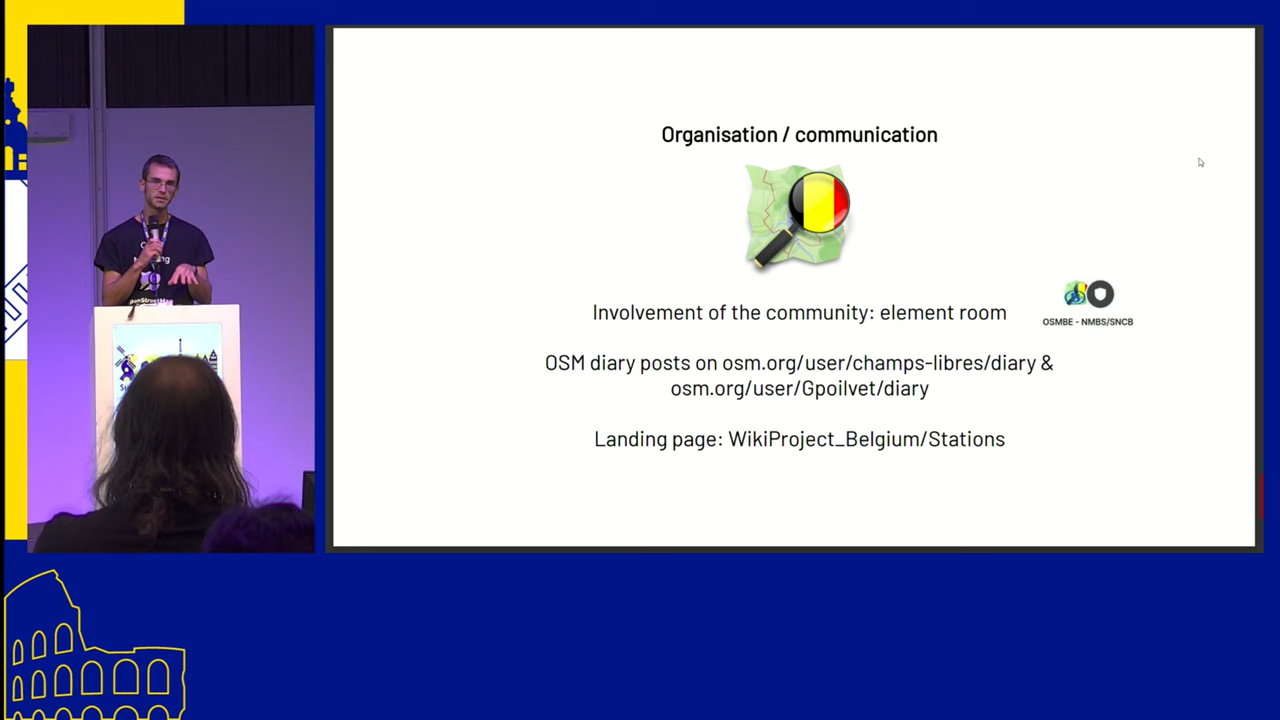 Organisation / communication
Involvement of the community: element room
OSMBE - NMBS/SNCB
OSM diary posts on osm.org/user/champs-libres/diary &
osm.org/user/Gpoilvet/diary
Landing page: WikiProject_Belgium/Stations